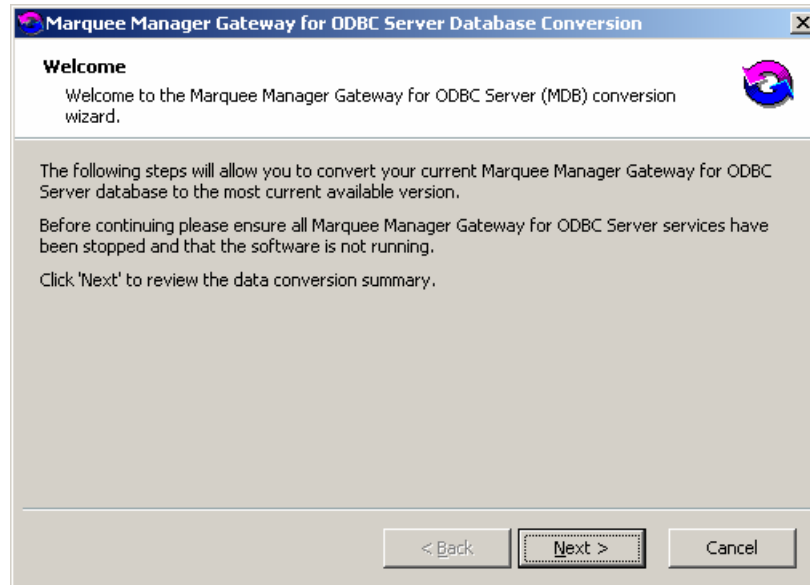 Marquee Manager Gateway for ODBC Server Database Conversion
Welcome
Welcome to the Marquee Manager Gateway for ODBC Server (MDB) conversion
wizard.
The following steps will allow you to convert your current Marquee Manager Gateway for ODBC
Server database to the most current available version.
Before continuing please ensure all Marquee Manager Gateway for ODBC Server services have
been stopped and that the software is not running.
Click 'Next' to review the data conversion summary.
< Back Next > Cancel